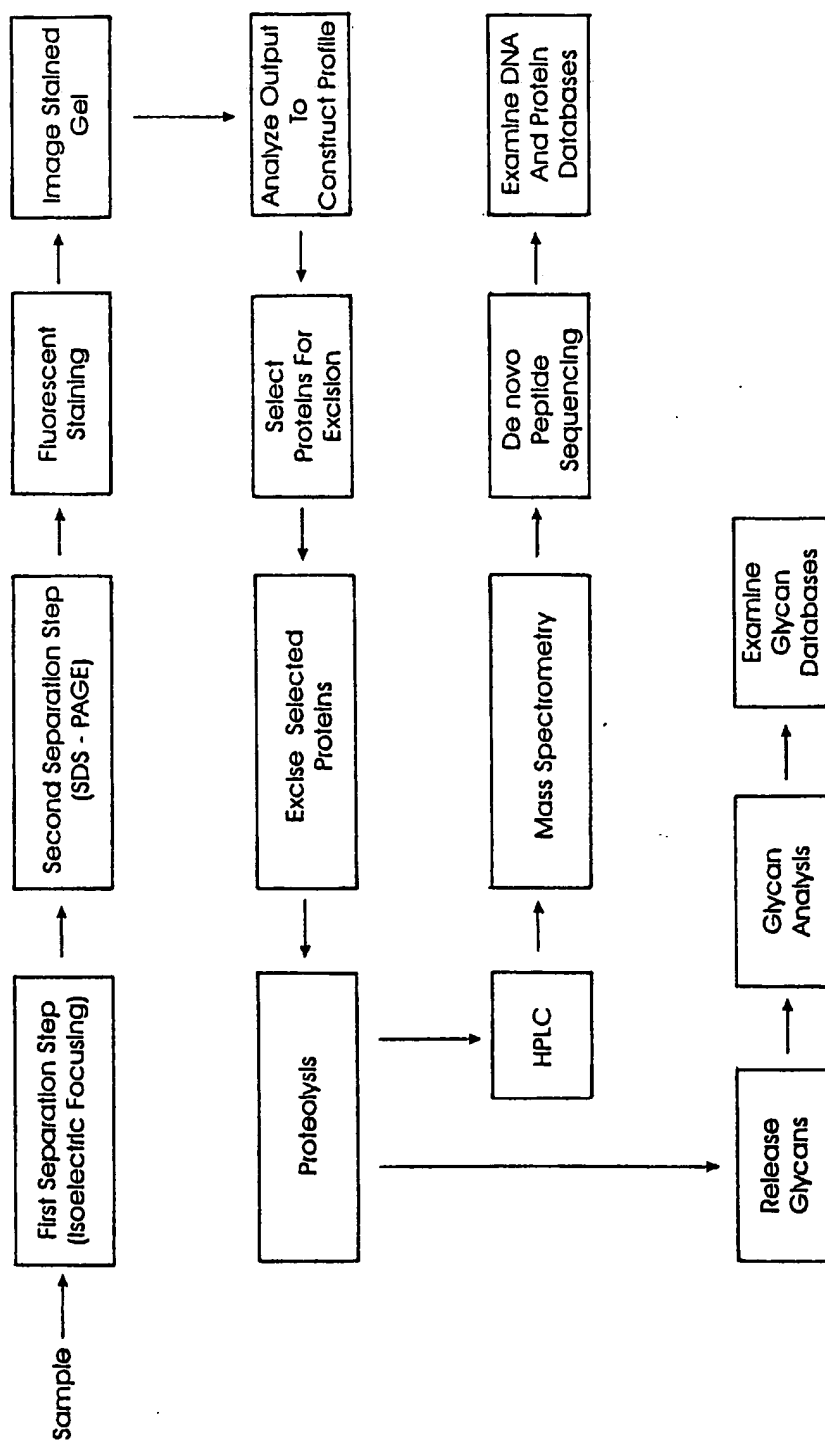 Sample
First Separation Step
(Isoelectric Focusing)
Second Separation Step
(SDS - PAGE)
Fluorescent
Staining
Image Stained
Gel
Analyze Output
To
Construct Profile
Select
Proteins For
Excision
Excise Selected
Proteins
Proteolysis
HPLC
Mass Spectrometry
De novo
Peptide
Sequencing
Examine DNA
And Protein
Databases
Release
Glycans
Glycan
Analysis
Examine
Glycan
Databases